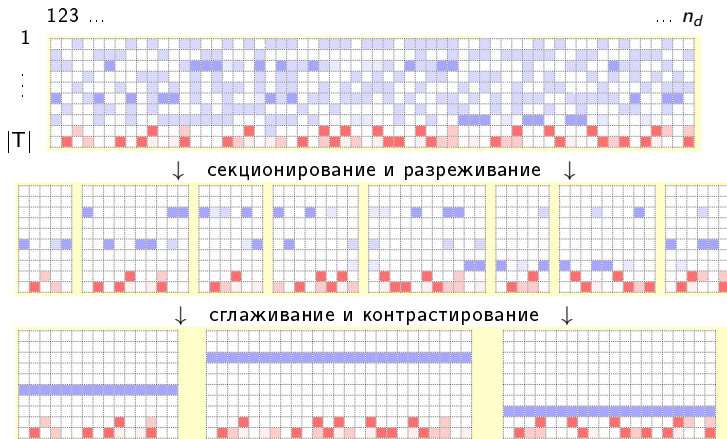 123 ... ... n_d
1
⋮
|T|
↓ секционирование и разреживание ↓
↓ сглаживание и контрастирование ↓